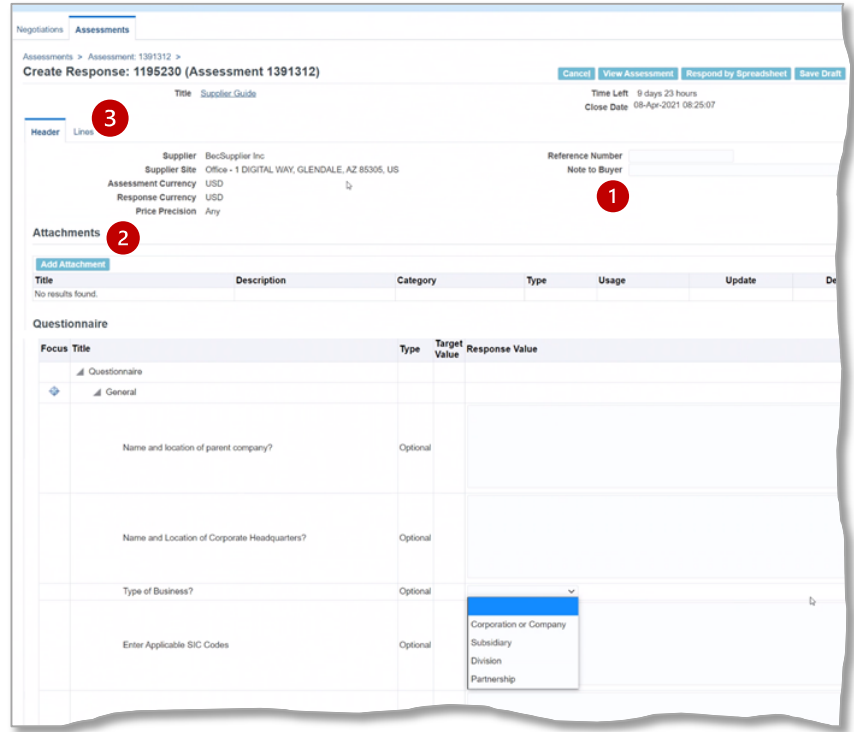 Negotiations Assessments
Assessments > Assessment: 1391312 >
Create Response: 1195230 (Assessment 1391312)
Cancel View Assessment Respond by Spreadsheet Save Draft
Title Supplier Guide
Time Left 9 days 23 hours
Close Date 08-Apr-2021 08:25:07
3
Header Lines
Supplier BecSupplier Inc
Supplier Site Office - 1 DIGITAL WAY, GLENDALE, AZ 85305, US
Assessment Currency USD
Response Currency USD
Price Precision Any
Reference Number
Note to Buyer
1
Attachments
2
Add Attachment
Title Description Category Type Usage Update De
No results found.
Questionnaire
Focus Title Type Target Value Response Value
Questionnaire
General
Name and location of parent company? Optional
Name and Location of Corporate Headquarters? Optional
Type of Business? Optional
Enter Applicable SIC Codes Optional
Corporation or Company
Subsidiary
Division
Partnership